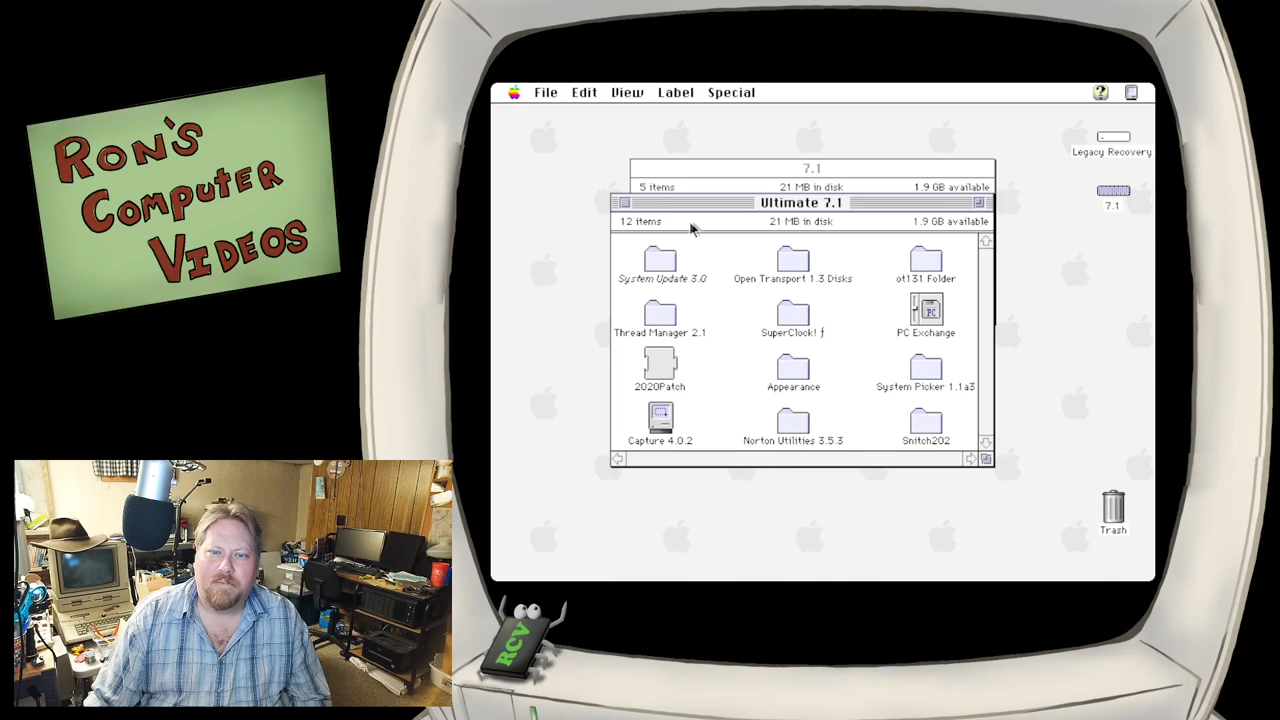 RON'S
COMPUTER
VIDEOS
File Edit View Label Special
Legacy Recovery
7.1
7.1
5 items 21 MB in disk 1.9 GB available
Ultimate 7.1
12 items 21 MB in disk 1.9 GB available
System Update 3.0 Open Transport 1.3 Disks ot131 Folder
Thread Manager 2.1 SuperClock! ƒ PC Exchange
PC
2020Patch Appearance System Picker 1.1a3
Capture 4.0.2 Norton Utilities 3.5.3 Snitch202
Trash
RCV